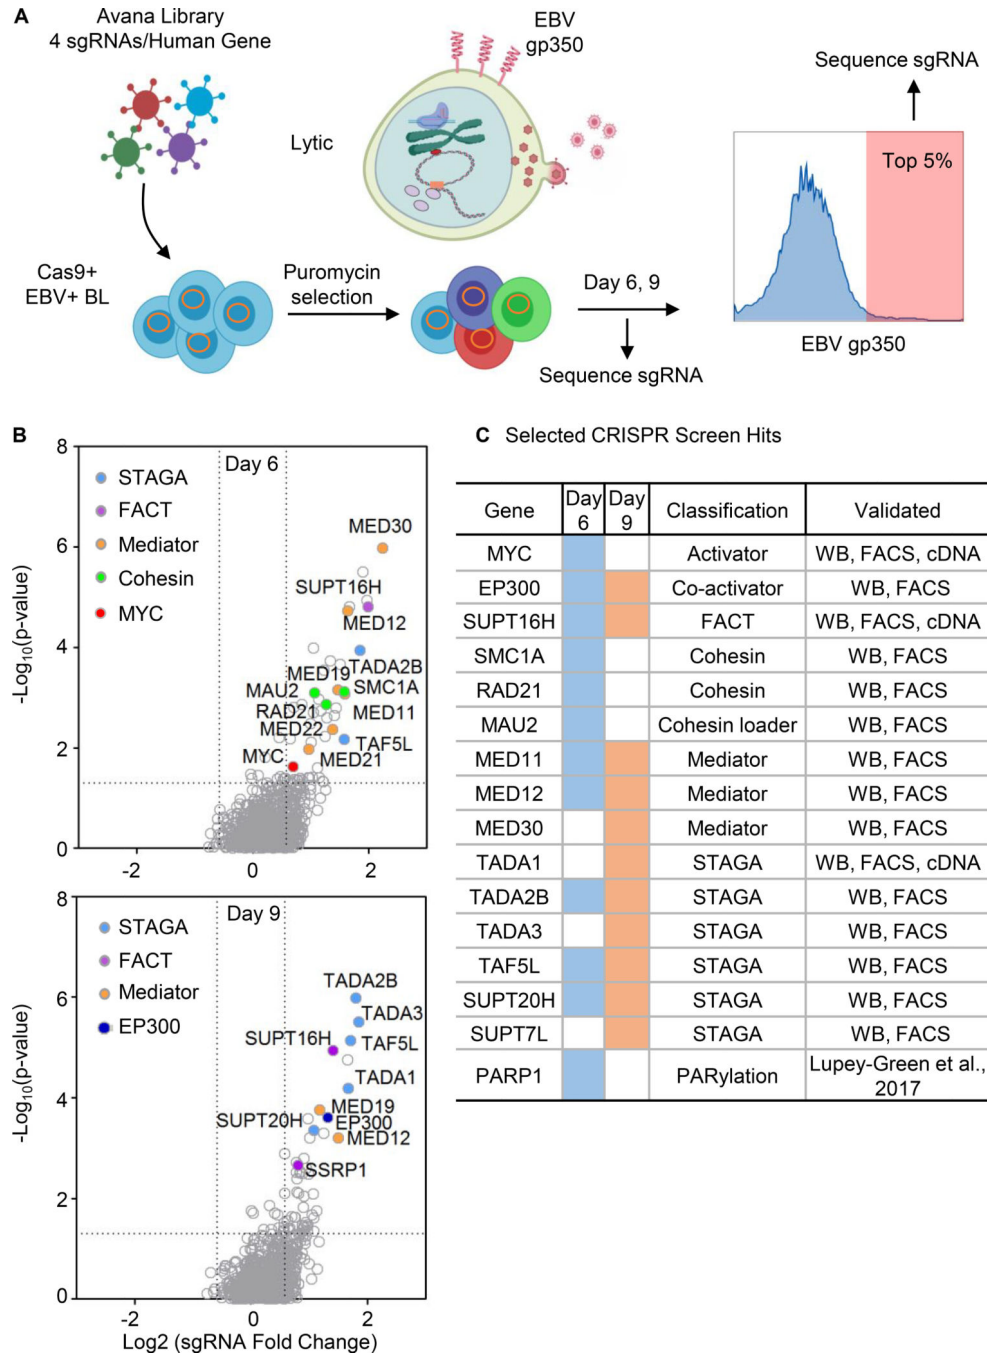 A
Avana Library
4 sgRNAs/Human Gene
EBV
gp350
Lytic
Sequence sgRNA
Top 5%
Cas9+
EBV+ BL
Puromycin
selection
Day 6, 9
Sequence sgRNA
EBV gp350
B
8
6
4
2
0
-Log10(p-value)
Day 6
STAGA
FACT
Mediator
Cohesin
MYC
MED30
SUPT16H
MED12
TADA2B
MED19
SMC1A
MAU2
RAD21
MED11
MED22
TAF5L
MYC
MED21
-2
0
2
8
6
4
2
0
-Log10(p-value)
Day 9
STAGA
FACT
Mediator
EP300
TADA2B
TADA3
SUPT16H
TAF5L
TADA1
MED19
SUPT20H
EP300
MED12
SSRP1
-2
0
2
Log2 (sgRNA Fold Change)
C Selected CRISPR Screen Hits
Gene Day 6 Day 9 Classification Validated
MYC Activator WB, FACS, cDNA
EP300 Co-activator WB, FACS
SUPT16H FACT WB, FACS, cDNA
SMC1A Cohesin WB, FACS
RAD21 Cohesin WB, FACS
MAU2 Cohesin loader WB, FACS
MED11 Mediator WB, FACS
MED12 Mediator WB, FACS
MED30 Mediator WB, FACS
TADA1 STAGA WB, FACS, cDNA
TADA2B STAGA WB, FACS
TADA3 STAGA WB, FACS
TAF5L STAGA WB, FACS
SUPT20H STAGA WB, FACS
SUPT7L STAGA WB, FACS
PARP1 PARylation Lupey-Green et al.,
2017